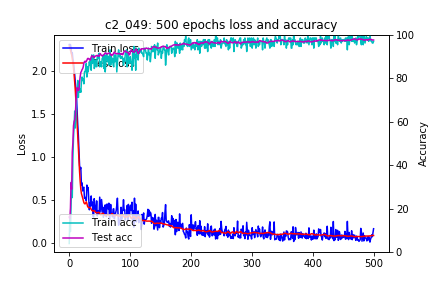 c2_049: 500 epochs loss and accuracy
Train loss
Test loss
Train acc
Test acc
Loss
2.0
1.5
1.0
0.5
0.0
Accuracy
100
80
60
40
20
0
0
100
200
300
400
500